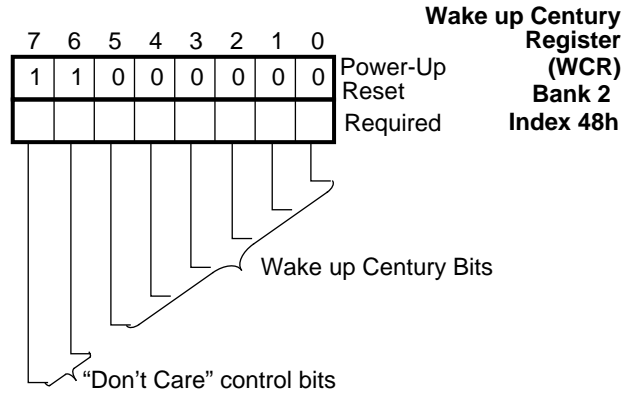 Wake up Century
Register
(WCR)
Bank 2
Index 48h
7 6 5 4 3 2 1 0
1 1 0 0 0 0 0 0 Power-Up
Reset
Required
Wake up Century Bits
“Don’t Care” control bits